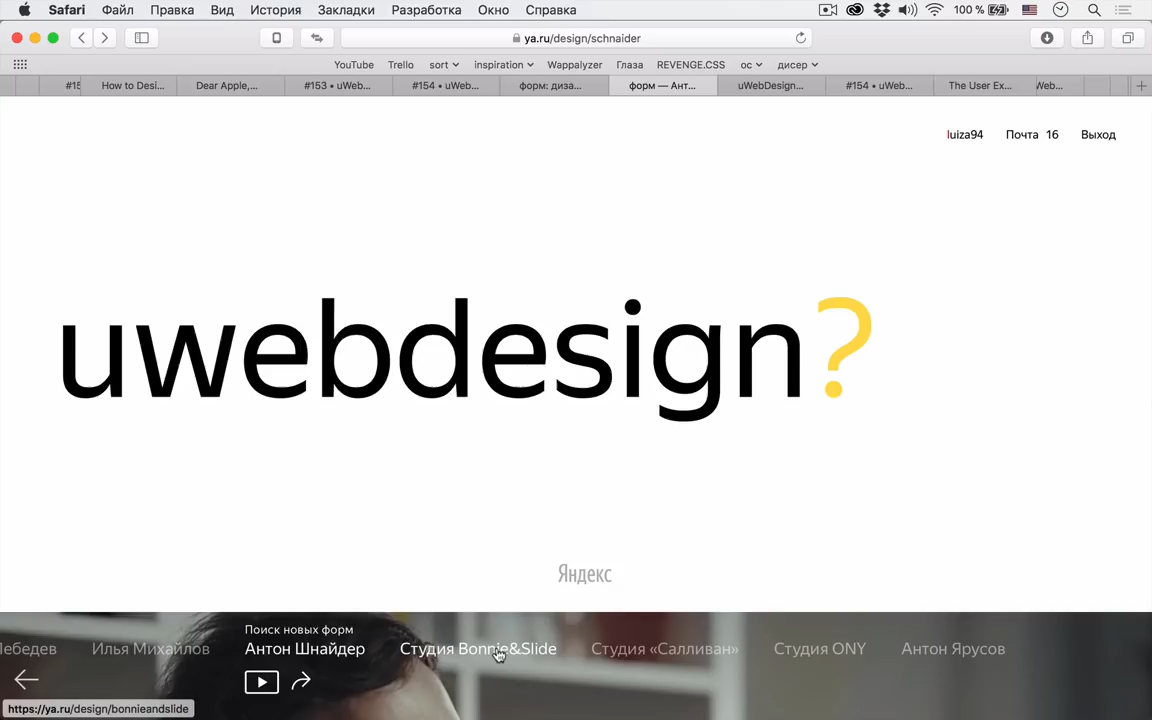 Safari Файл Правка Вид История Закладки Разработка Окно Справка 100 %
ya.ru/design/schnaider
YouTube Trello sort inspiration Wappalyzer Глаза REVENGE.CSS ос дисер
#15 How to Desi... Dear Apple,... #153 • uWeb... #154 • uWeb... форм: диза... форм — Ант... uWebDesign... #154 • uWeb... The User Ex... Web...
luiza94 Почта 16 Выход
uwebdesign?
Яндекс
Поиск новых форм
Лебедев Илья Михайлов Антон Шнайдер Студия Bonnie&Slide Студия «Салливан» Студия ONY Антон Ярусов
https://ya.ru/design/bonnieandslide